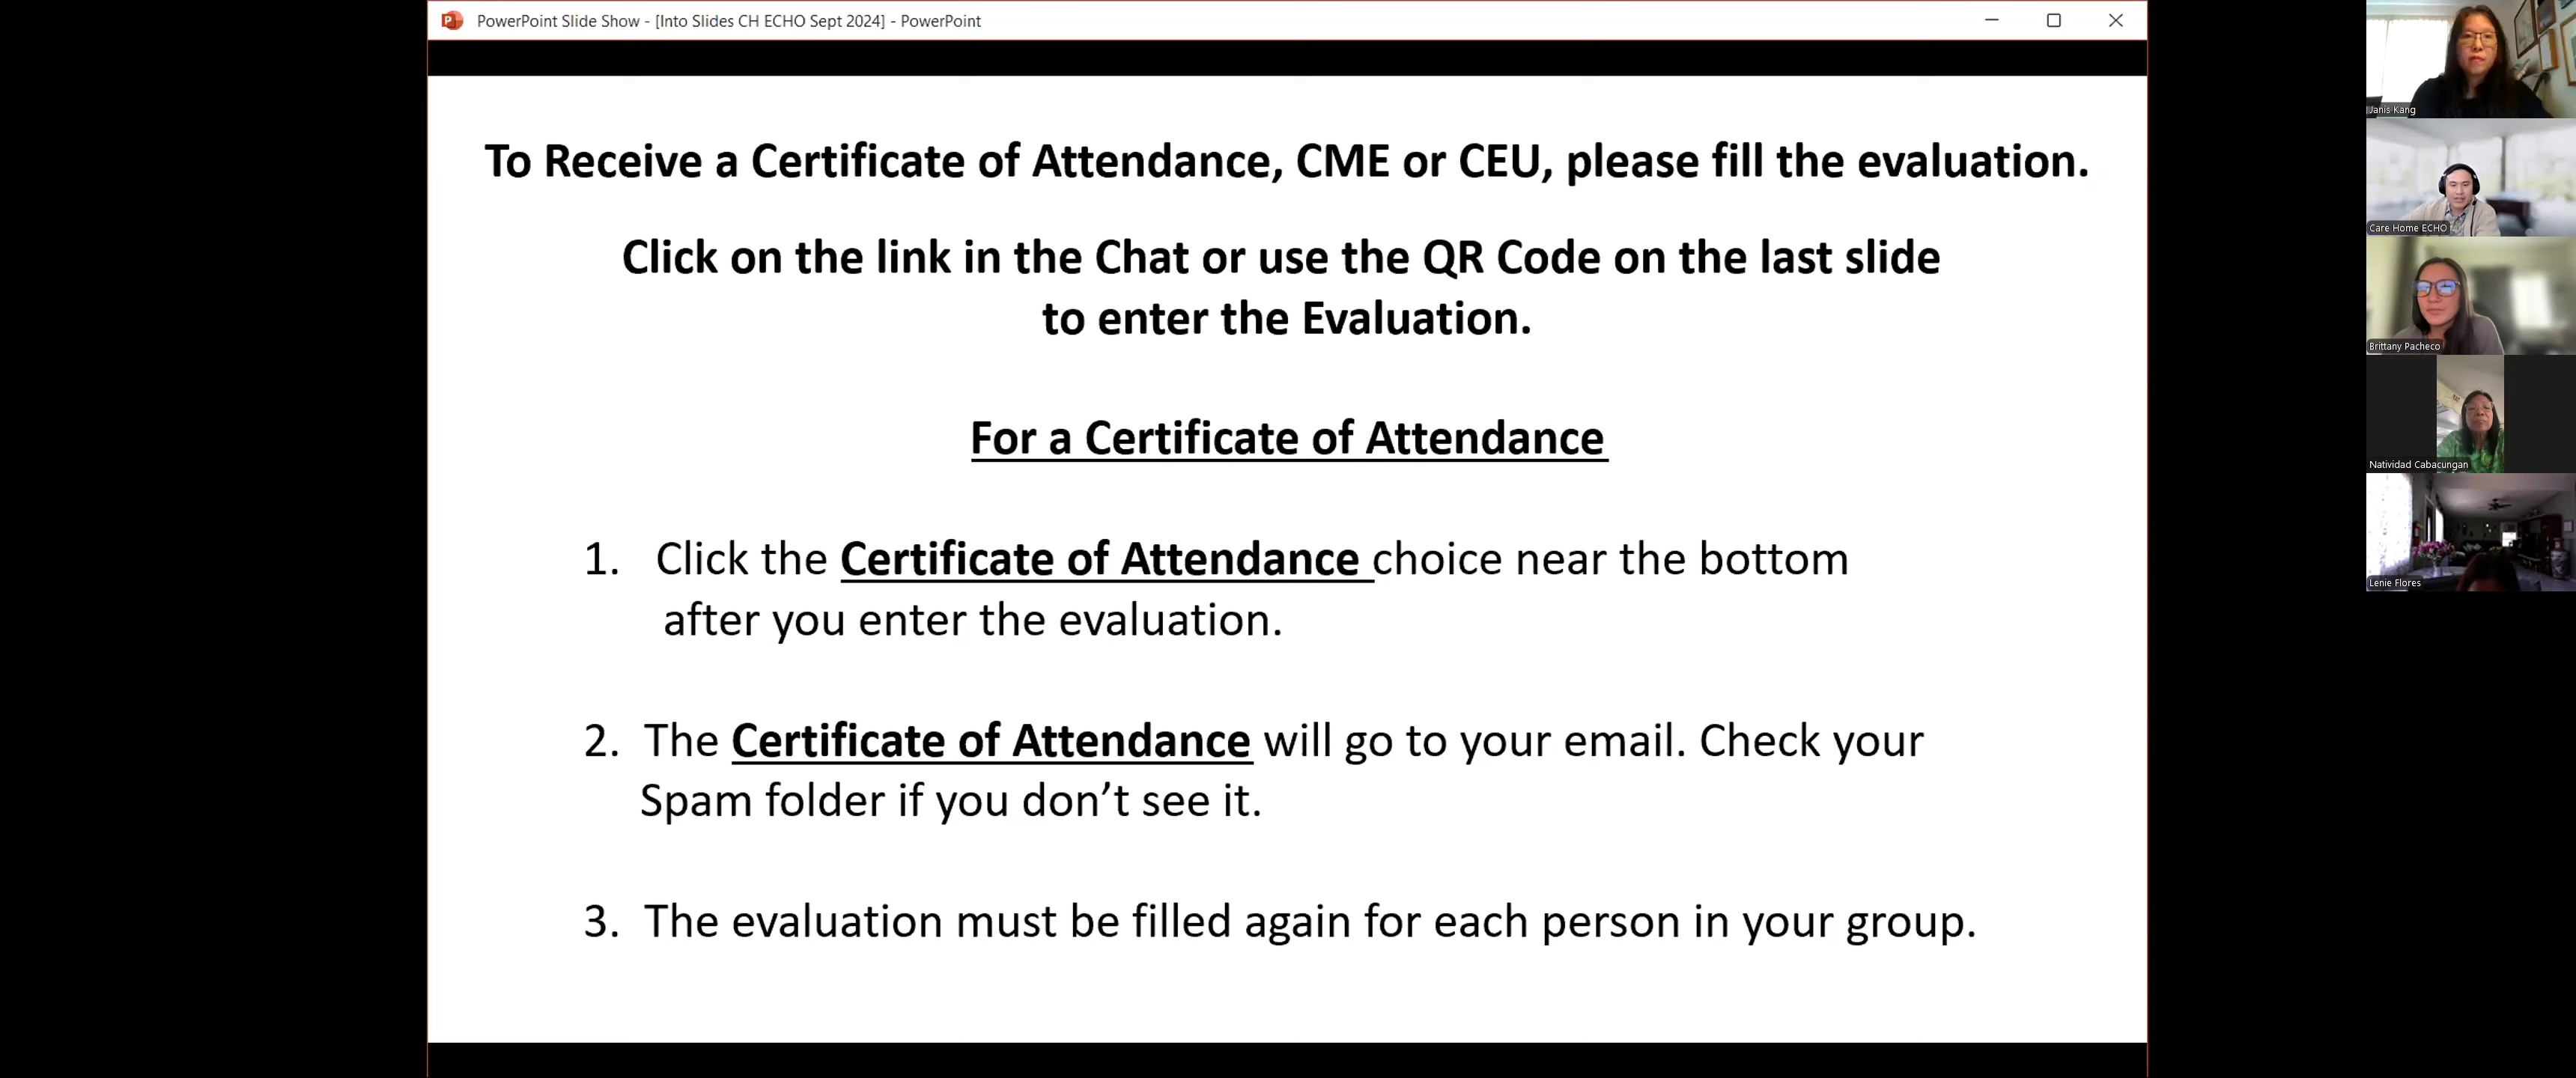 PowerPoint Slide Show - [Into Slides CH ECHO Sept 2024] - PowerPoint
To Receive a Certificate of Attendance, CME or CEU, please fill the evaluation.
Click on the link in the Chat or use the QR Code on the last slide
to enter the Evaluation.
For a Certificate of Attendance
1. Click the Certificate of Attendance choice near the bottom
after you enter the evaluation.
2. The Certificate of Attendance will go to your email. Check your
Spam folder if you don’t see it.
3. The evaluation must be filled again for each person in your group.
Janis Kang
Care Home ECHO
Brittany Pacheco
Natividad Cabacungan
Lenie Flores